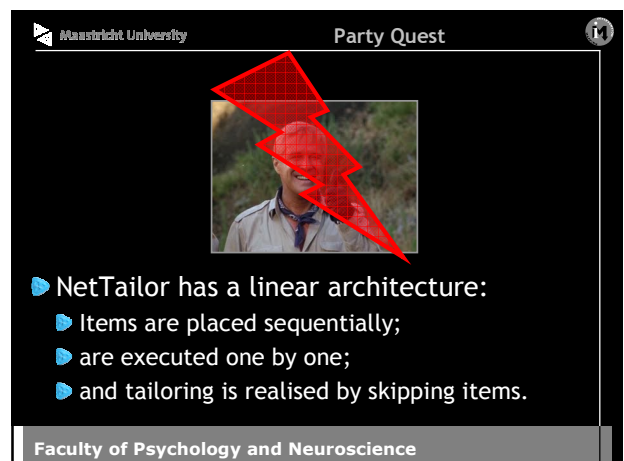 Maastricht University
Party Quest
NetTailor has a linear architecture:
Items are placed sequentially;
are executed one by one;
and tailoring is realised by skipping items.
Faculty of Psychology and Neuroscience